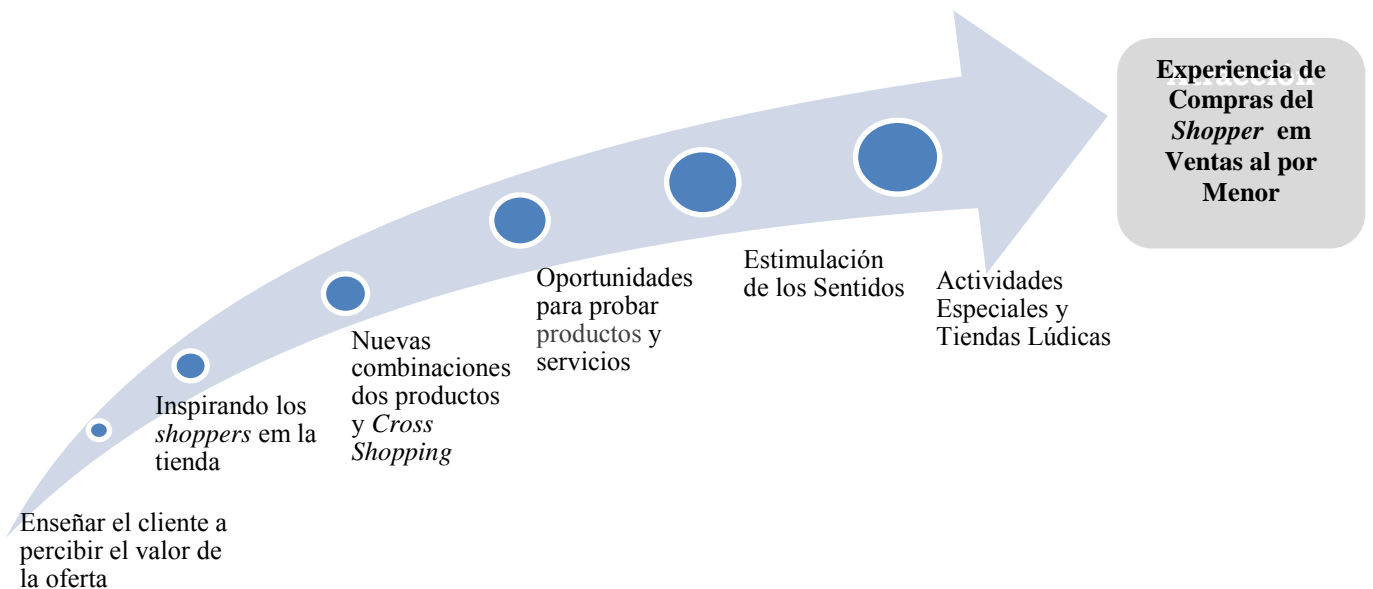 Experiencia de
Compras del
Shopper em
Ventas al por
Menor
Estimulación
de los Sentidos
Actividades
Especiales y
Tiendas Lúdicas
Oportunidades
para probar
productos y
servicios
Nuevas
combinaciones
dos productos
y Cross
Shopping
Inspirando los
shoppers em la
tienda
Enseñar el cliente a
percibir el valor de
la oferta